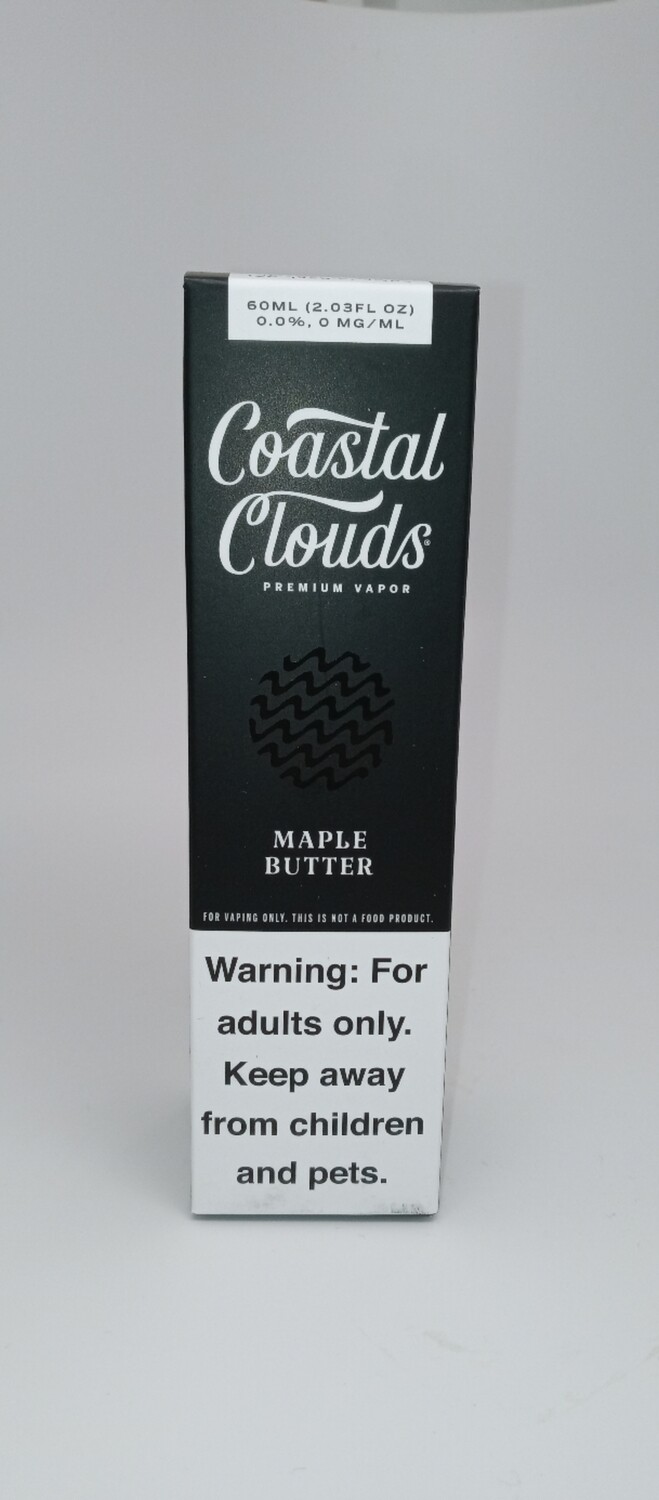 60ML (2.03FL OZ)
0.0%, 0 MG/ML
Coastal
Clouds®
PREMIUM VAPOR
MAPLE
BUTTER
FOR VAPING ONLY. THIS IS NOT A FOOD PRODUCT.
Warning: For
adults only.
Keep away
from children
and pets.